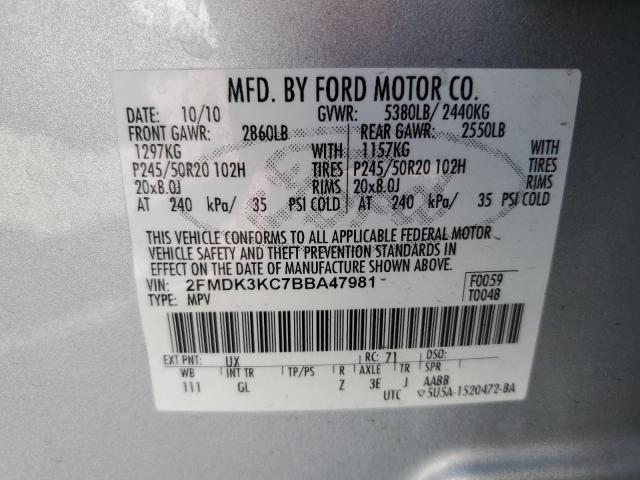 MFD. BY FORD MOTOR CO.
DATE: 10/10 GVWR: 5380LB/ 2440KG
FRONT GAWR: 2860LB REAR GAWR: 2550LB
1297KG WITH 1157KG WITH
P245/50R20 102H TIRES P245/50R20 102H TIRES
20x8.0J RIMS 20x8.0J RIMS
AT 240 kPa/ 35 PSI COLD AT 240 kPa/ 35 PSI COLD
THIS VEHICLE CONFORMS TO ALL APPLICABLE FEDERAL MOTOR
VEHICLE SAFETY AND THEFT PREVENTION STANDARDS IN
EFFECT ON THE DATE OF MANUFACTURE SHOWN ABOVE.
VIN: 2FMDK3KC7BBA47981 F0059
TYPE: MPV T0048
EXT PNT: UX RC: 71 DSO:
WB INT TR TP/PS R AXLE TR SPR
111 GL Z 3E J AABB
UTC ▽5U5A-1520472-BA